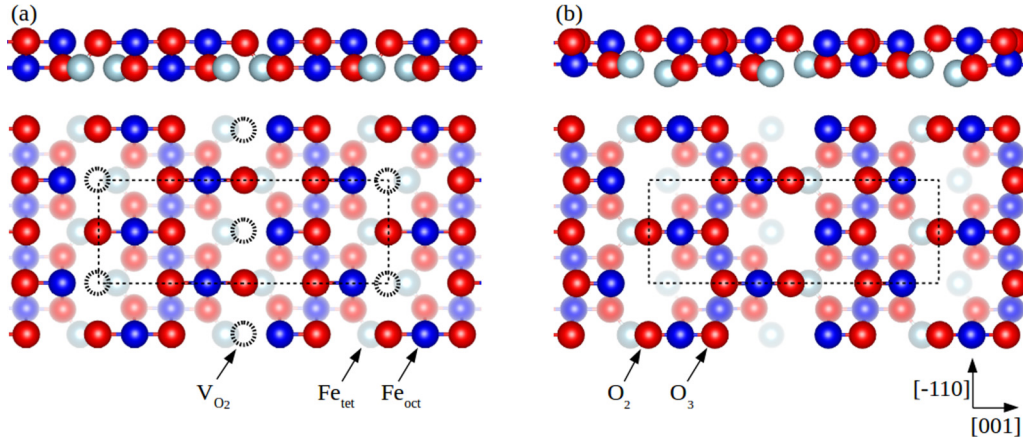 (a)
(b)
V_O2
Fe_tet
Fe_oct
O_2
O_3
[-110]
[001]